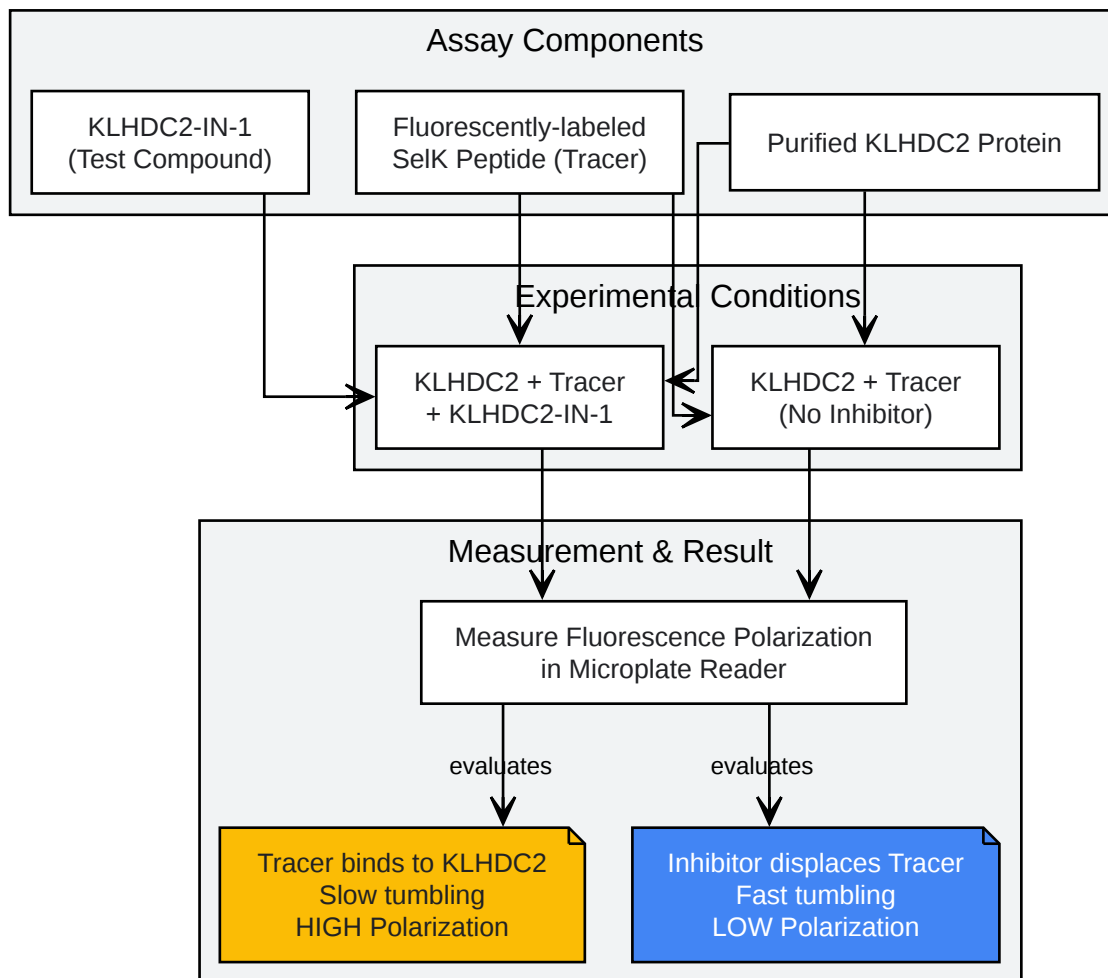 Assay Components
KLHDC2-IN-1
(Test Compound)
Fluorescently-labeled
SelK Peptide (Tracer)
Purified KLHDC2 Protein
Experimental Conditions
KLHDC2 + Tracer
+ KLHDC2-IN-1
KLHDC2 + Tracer
(No Inhibitor)
Measurement & Result
Measure Fluorescence Polarization
in Microplate Reader
evaluates
evaluates
Tracer binds to KLHDC2
Slow tumbling
HIGH Polarization
Inhibitor displaces Tracer
Fast tumbling
LOW Polarization